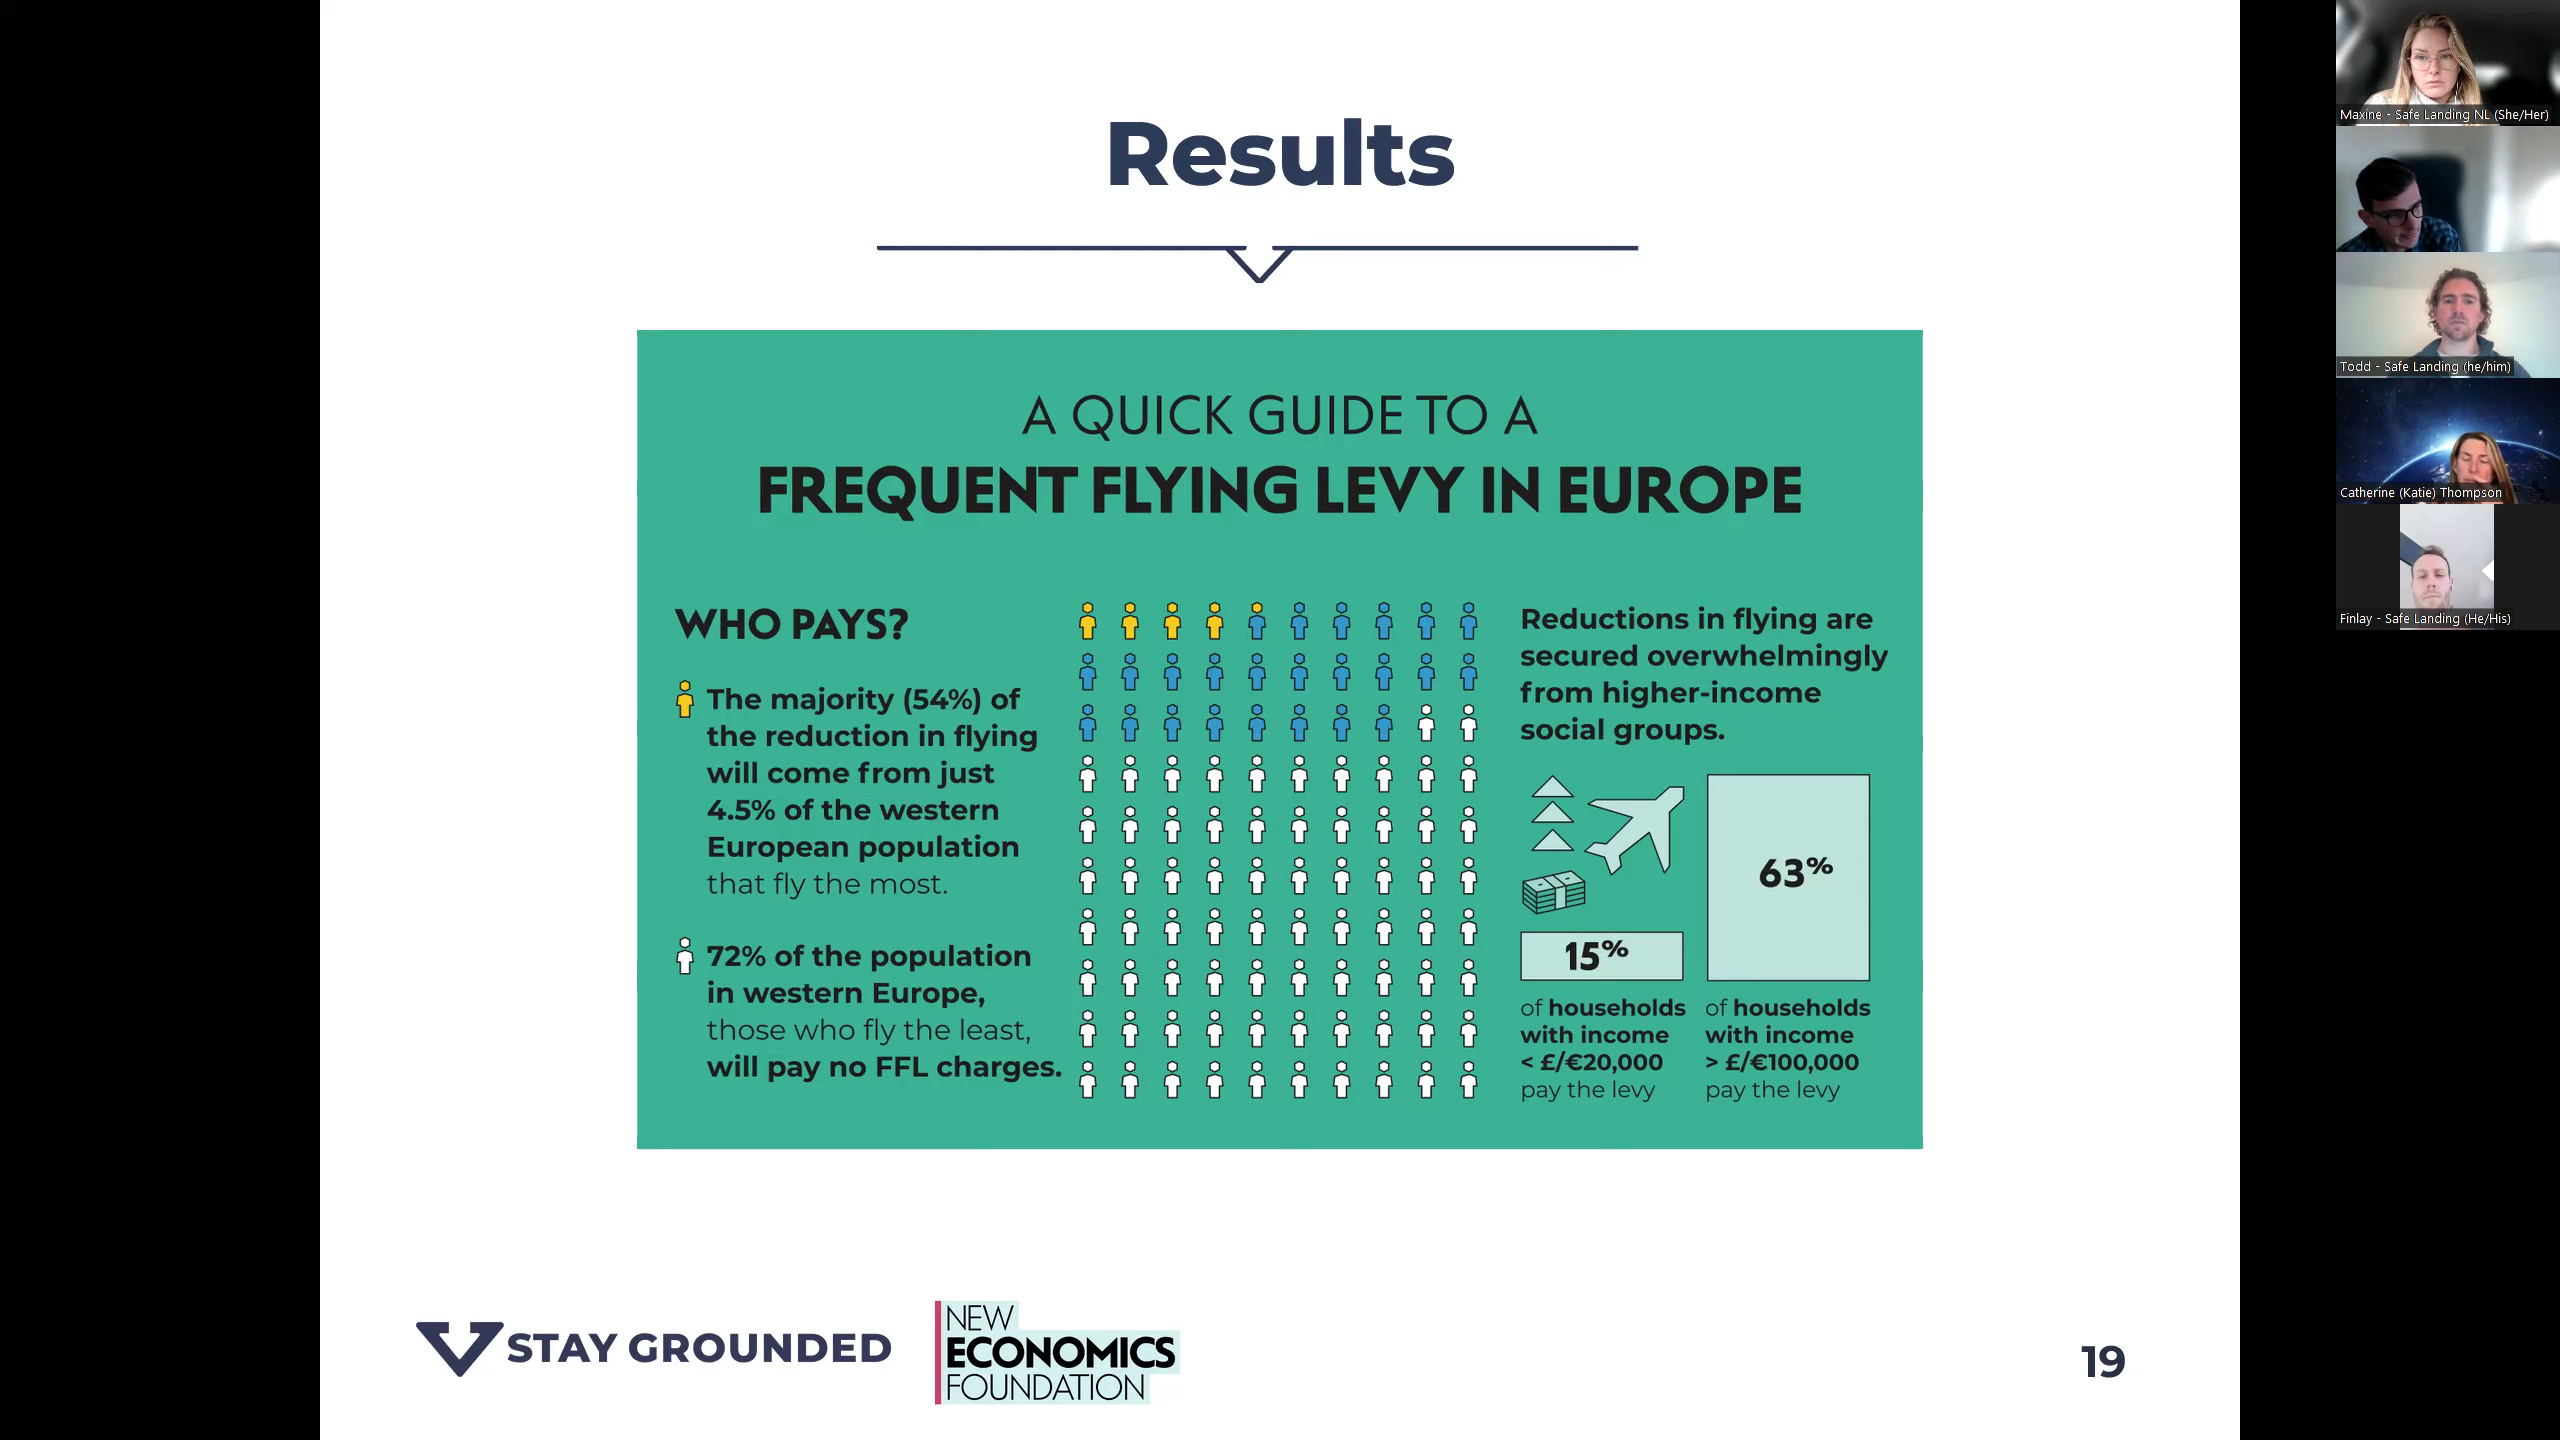 Results
A QUICK GUIDE TO A
FREQUENT FLYING LEVY IN EUROPE
WHO PAYS?
The majority (54%) of
the reduction in flying
will come from just
4.5% of the western
European population
that fly the most.
72% of the population
in western Europe,
those who fly the least,
will pay no FFL charges.
Reductions in flying are
secured overwhelmingly
from higher-income
social groups.
15%
of households
with income
< £/€20,000
pay the levy
63%
of households
with income
> £/€100,000
pay the levy
STAY GROUNDED
NEW
ECONOMICS
FOUNDATION
19
Maxine - Safe Landing NL (She/Her)
Todd - Safe Landing (he/him)
Catherine (Katie) Thompson
Finlay - Safe Landing (He/His)